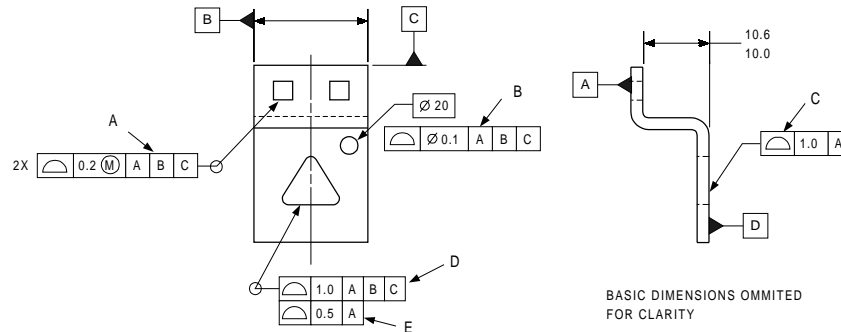 B
C
10.6
10.0
A
Ø 20
B
A
C
Ø 0.1 A B C
2X 0.2 Ⓜ A B C
1.0 A
D
1.0 A B C
D
0.5 A
E
BASIC DIMENSIONS OMMITED
FOR CLARITY